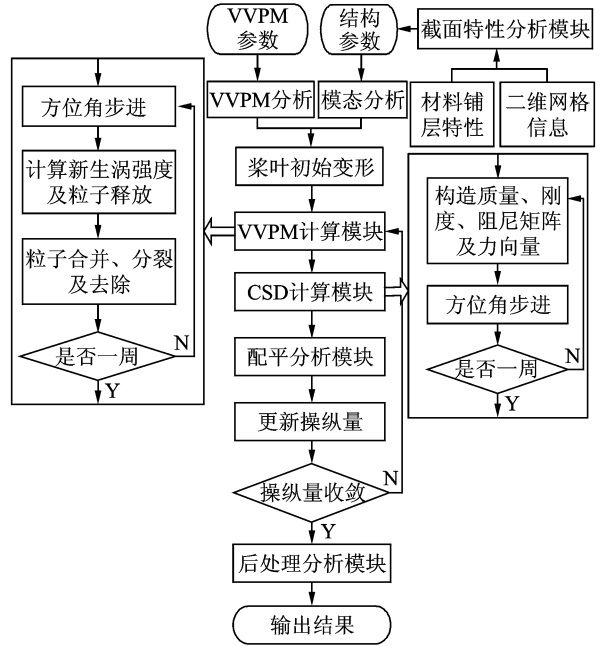 VVPM
参数
结构
参数
截面特性分析模块
VVPM分析
模态分析
材料铺
层特性
二维网格
信息
桨叶初始变形
VVPM计算模块
CSD计算模块
配平分析模块
更新操纵量
操纵量收敛
N
Y
后处理分析模块
输出结果
方位角步进
计算新生涡强度
及粒子释放
粒子合并、分裂
及去除
是否一周
N
Y
构造质量、刚
度、阻尼矩阵
及力向量
方位角步进
是否一周
N
Y